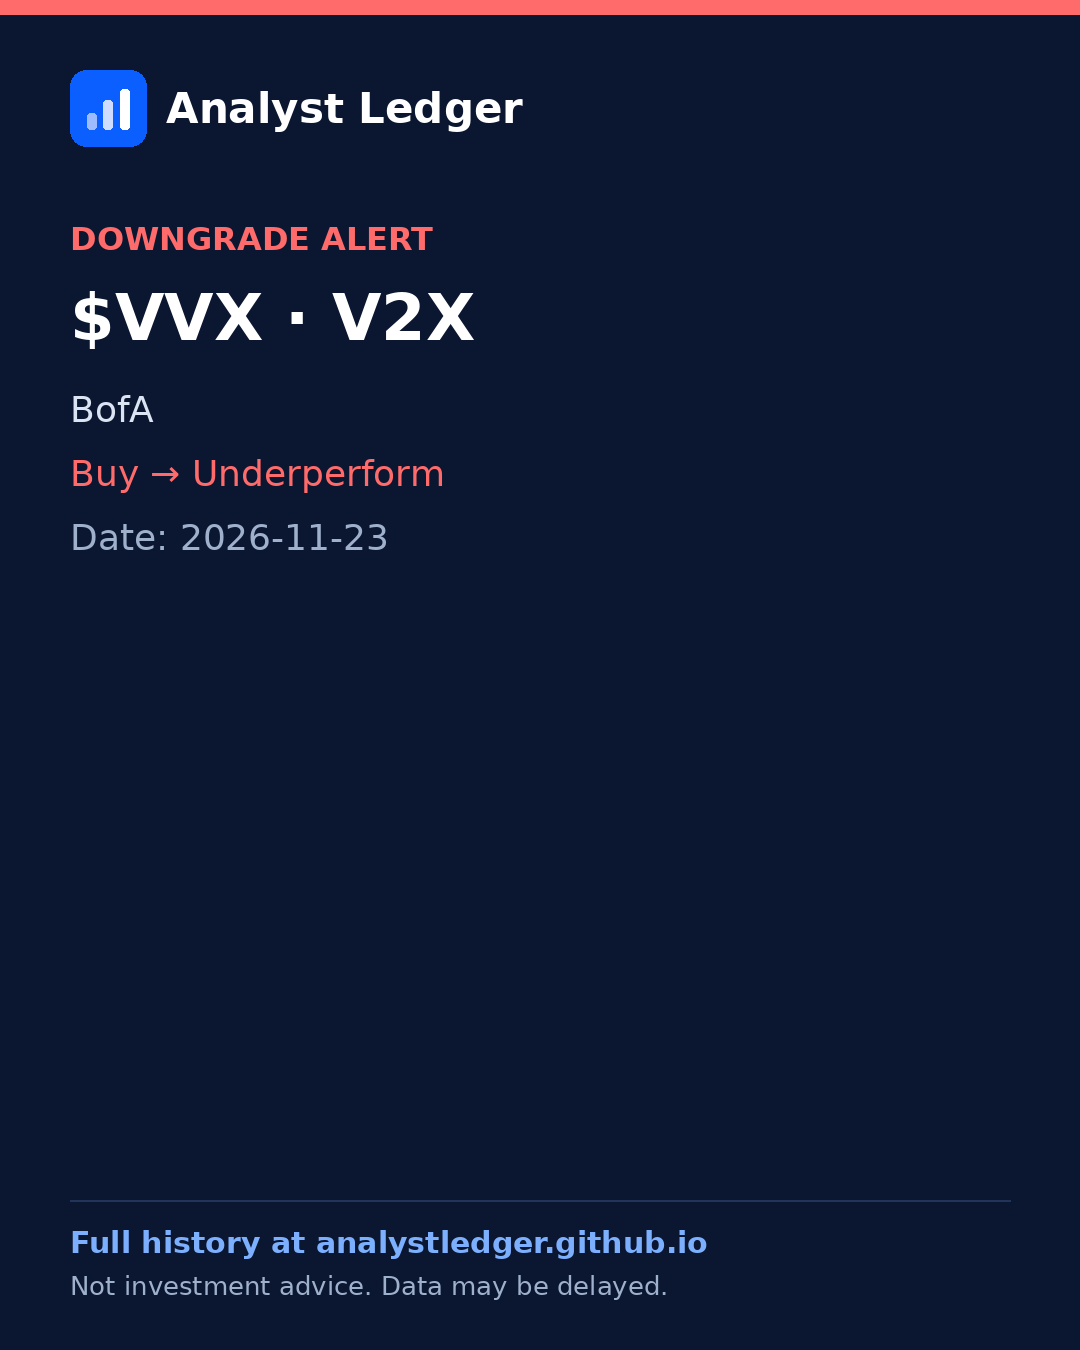 Analyst Ledger
DOWNGRADE ALERT
$VVX · V2X
BofA
Buy → Underperform
Date: 2026-11-23
Full history at analystledger.github.io
Not investment advice. Data may be delayed.